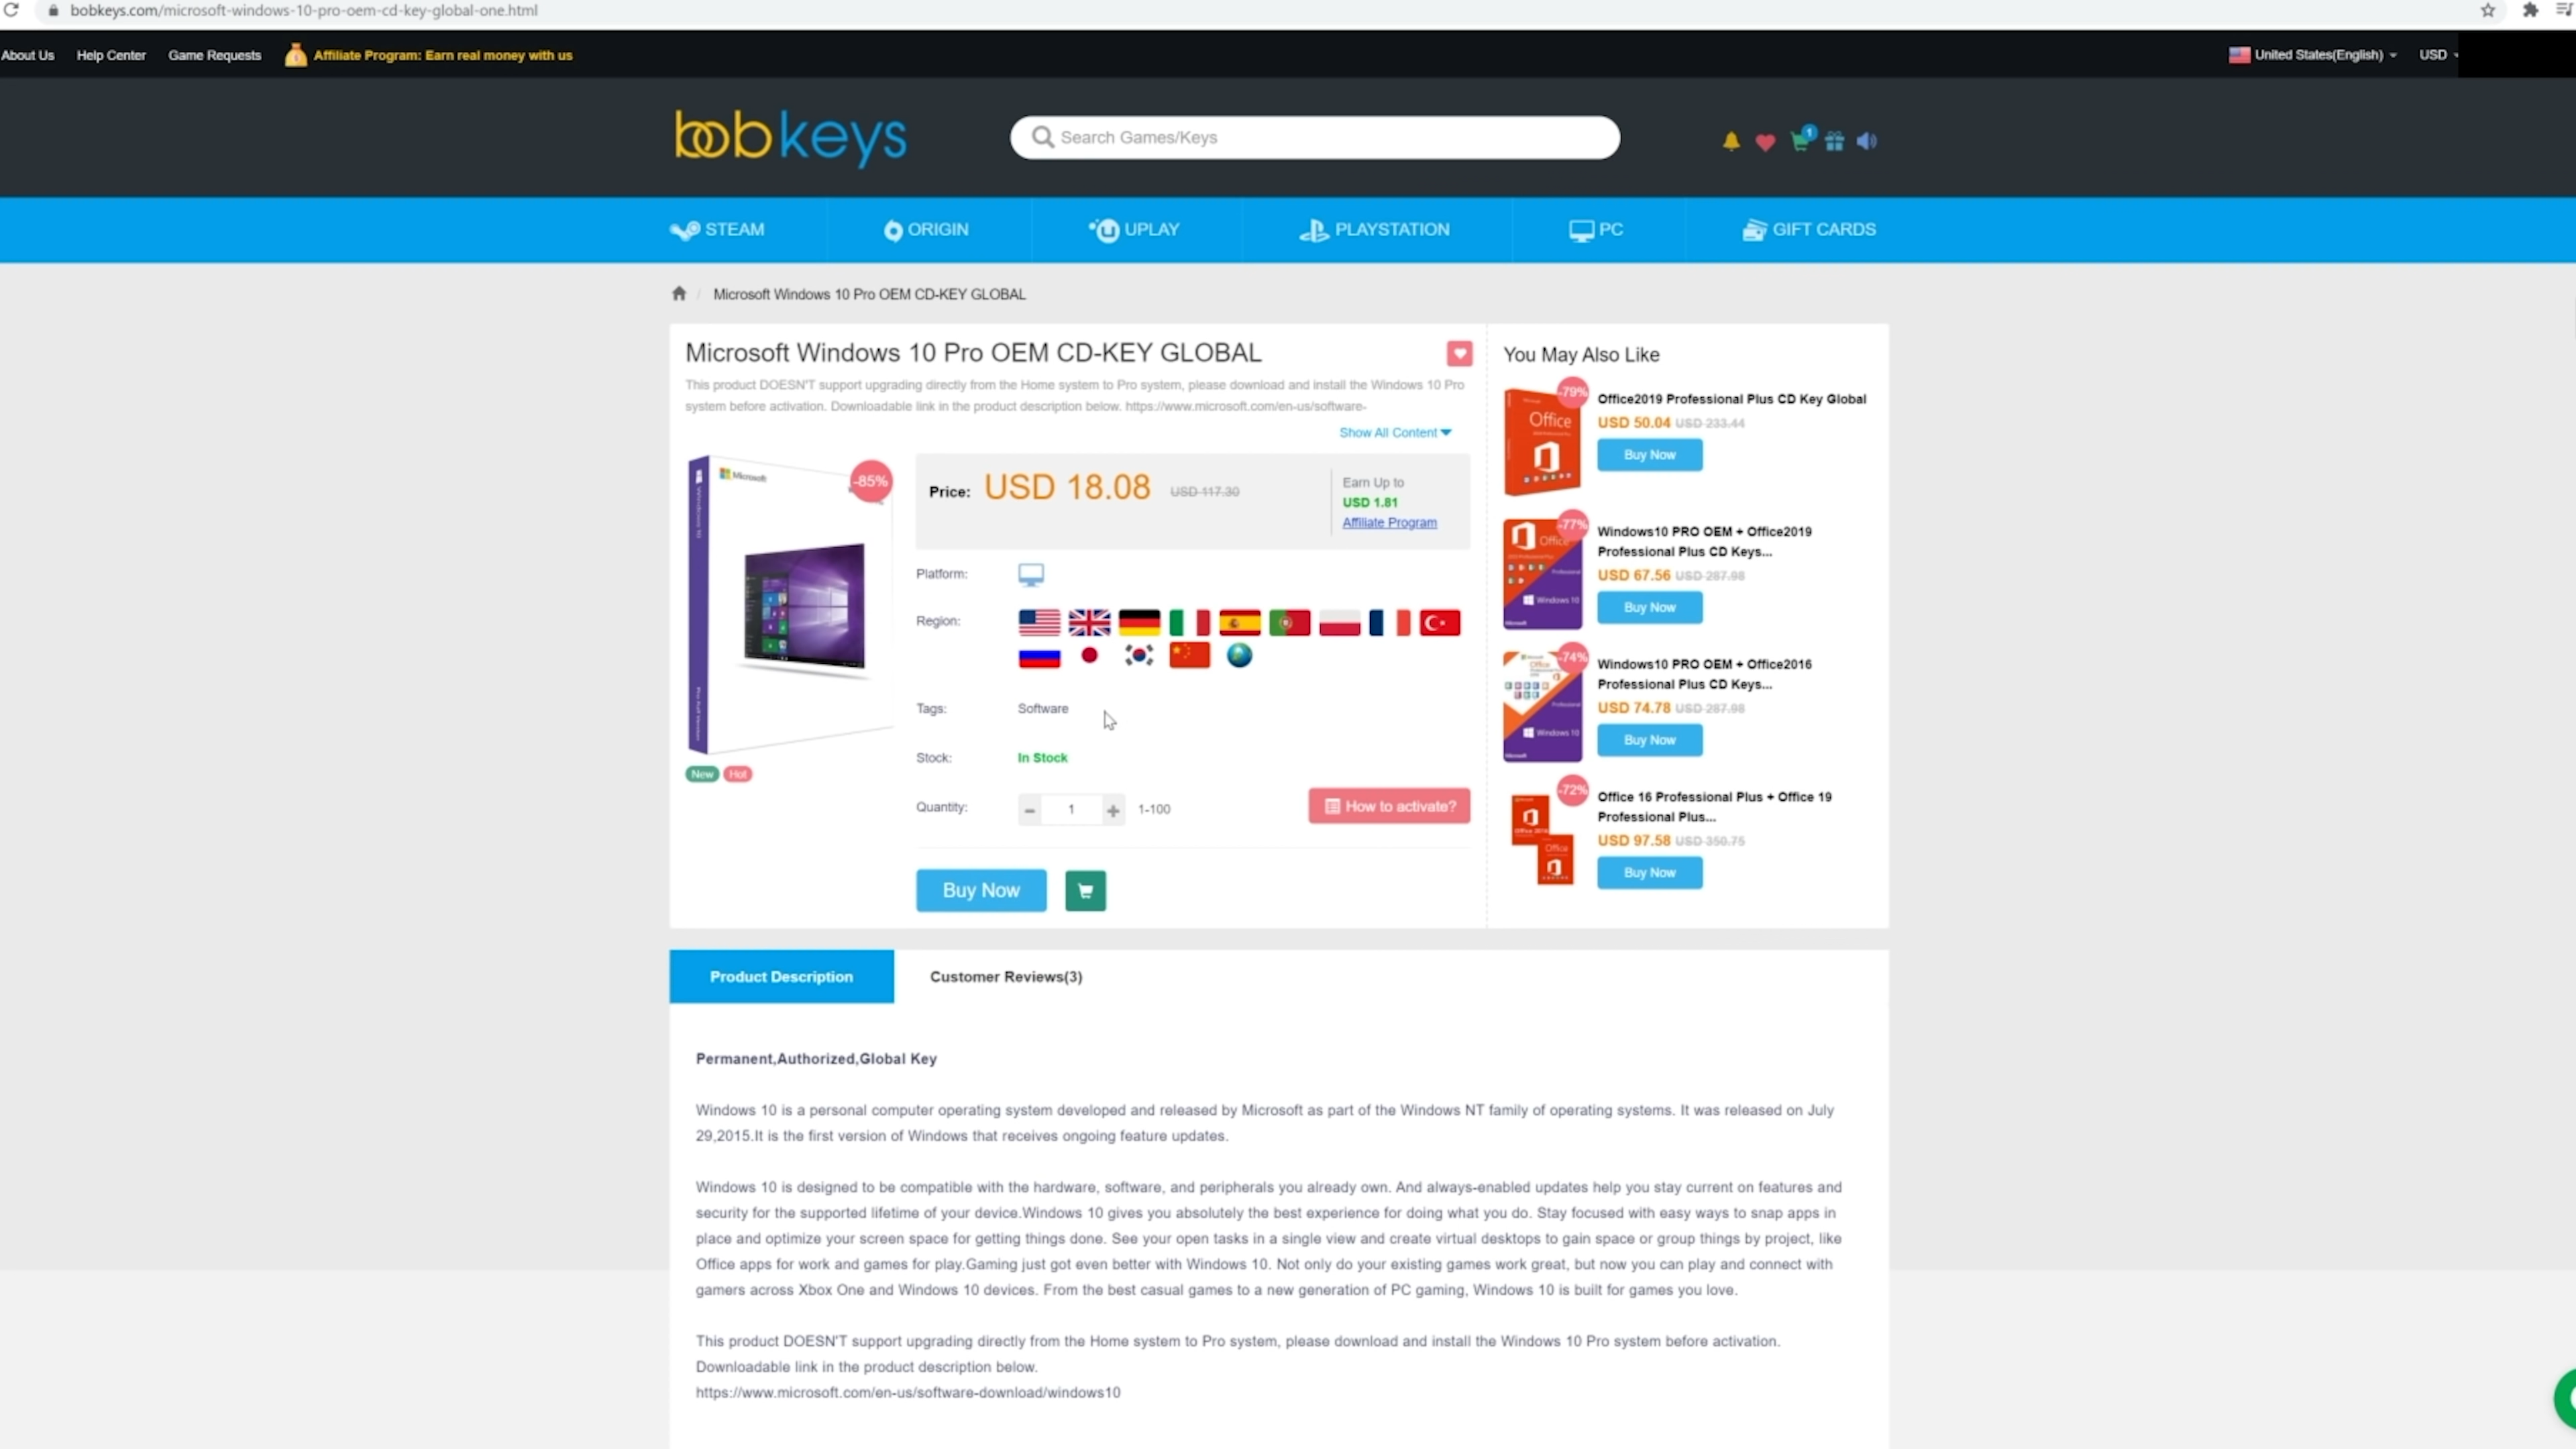 bobkeys.com/microsoft-windows-10-pro-oem-cd-key-global-one.html
About Us Help Center Game Requests Affiliate Program: Earn real money with us United States(English) USD
bobkeys Search Games/Keys 1
STEAM ORIGIN UPLAY PLAYSTATION PC GIFT CARDS
/ Microsoft Windows 10 Pro OEM CD-KEY GLOBAL
Microsoft Windows 10 Pro OEM CD-KEY GLOBAL
This product DOESN'T support upgrading directly from the Home system to Pro system, please download and install the Windows 10 Pro
system before activation. Downloadable link in the product description below. https://www.microsoft.com/en-us/software-
Show All Content
Microsoft
-85%
Price: USD 18.08 USD 117.30
Earn Up to
USD 1.81
Affiliate Program
Platform:
Region:
Tags: Software
Stock: In Stock
New Hot
Quantity: − 1 + 1-100 How to activate?
Buy Now
You May Also Like
-79%
Office
Office2019 Professional Plus CD Key Global
USD 50.04 USD 233.44
Buy Now
-77%
Office
Windows 10
Windows10 PRO OEM + Office2019
Professional Plus CD Keys...
USD 67.56 USD 287.98
Buy Now
-74%
Office
Windows 10
Windows10 PRO OEM + Office2016
Professional Plus CD Keys...
USD 74.78 USD 287.98
Buy Now
-72%
Office
Office 16 Professional Plus + Office 19
Professional Plus...
USD 97.58 USD 350.75
Buy Now
Product Description Customer Reviews(3)
Permanent,Authorized,Global Key
Windows 10 is a personal computer operating system developed and released by Microsoft as part of the Windows NT family of operating systems. It was released on July
29,2015.It is the first version of Windows that receives ongoing feature updates.
Windows 10 is designed to be compatible with the hardware, software, and peripherals you already own. And always-enabled updates help you stay current on features and
security for the supported lifetime of your device.Windows 10 gives you absolutely the best experience for doing what you do. Stay focused with easy ways to snap apps in
place and optimize your screen space for getting things done. See your open tasks in a single view and create virtual desktops to gain space or group things by project, like
Office apps for work and games for play.Gaming just got even better with Windows 10. Not only do your existing games work great, but now you can play and connect with
gamers across Xbox One and Windows 10 devices. From the best casual games to a new generation of PC gaming, Windows 10 is built for games you love.
This product DOESN'T support upgrading directly from the Home system to Pro system, please download and install the Windows 10 Pro system before activation.
Downloadable link in the product description below.
https://www.microsoft.com/en-us/software-download/windows10